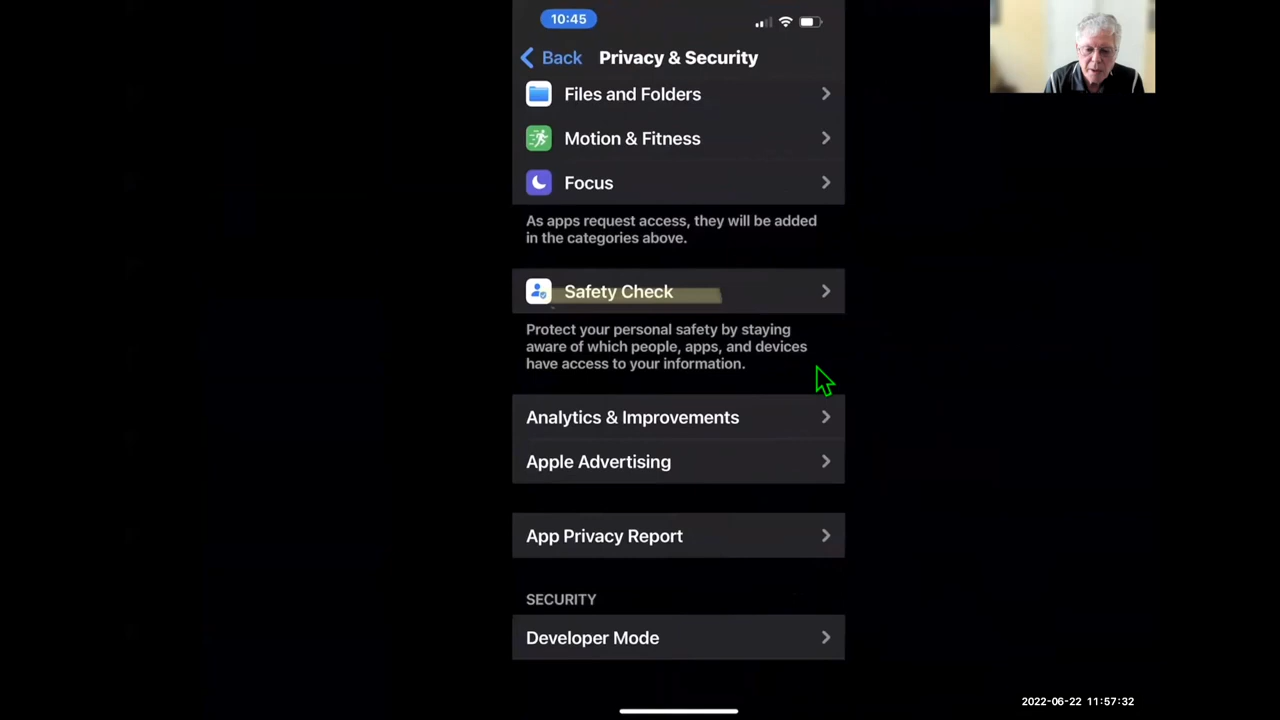 10:45
Back
Privacy & Security
Files and Folders
Motion & Fitness
Focus
As apps request access, they will be added
in the categories above.
Safety Check
Protect your personal safety by staying
aware of which people, apps, and devices
have access to your information.
Analytics & Improvements
Apple Advertising
App Privacy Report
SECURITY
Developer Mode
2022-06-22 11:57:32